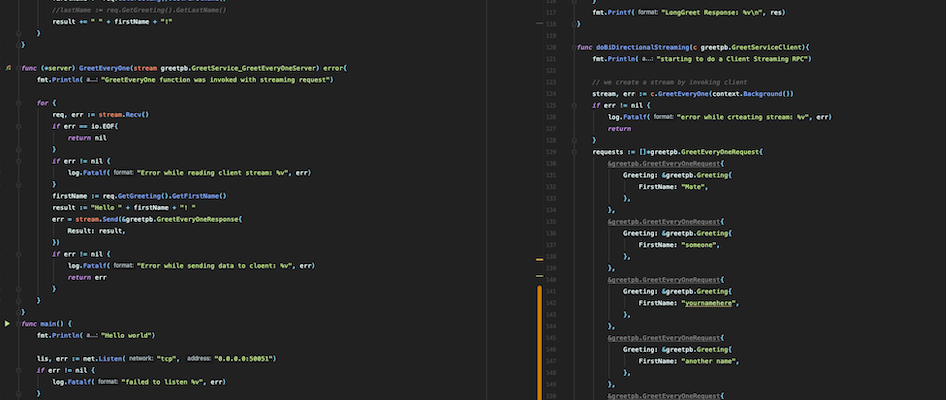 //lastName := req.GetGreeting().GetLastName()
result += " " + firstName + "!"
}
}
func (*server) GreetEveryOne(stream greetpb.GreetService_GreetEveryOneServer) error{
fmt.Println( a...: "GreetEveryOne function was invoked with streaming request")
for {
req, err := stream.Recv()
if err == io.EOF{
return nil
}
if err != nil {
log.Fatalf( format: "Error while reading client stream: %v", err)
}
firstName := req.GetGreeting().GetFirstName()
result := "Hello " + firstName + "! "
err = stream.Send(&greetpb.GreetEveryOneResponse{
Result: result,
})
if err != nil {
log.Fatalf( format: "Error while sending data to cloent: %v", err)
return err
}
}
}
func main() {
fmt.Println( a...: "Hello world")
lis, err := net.Listen( network: "tcp", address: "0.0.0.0:50051")
if err != nil {
log.Fatalf( format: "failed to listen %v", err)
}
117 fmt.Printf( format: "LongGreet Response: %v\n", res)
118 }
119
120 func doBiDirectionalStreaming(c greetpb.GreetServiceClient){
121 fmt.Println( a...: "starting to do a Client Streaming RPC")
122
123 // we create a stream by invoking client
124 stream, err := c.GreetEveryOne(context.Background())
125 if err != nil {
126 log.Fatalf( format: "error while crteating stream: %v", err)
127 return
128 }
129 requests := []*greetpb.GreetEveryOneRequest{
130 &greetpb.GreetEveryOneRequest{
131 Greeting: &greetpb.Greeting{
132 FirstName: "Mate",
133 },
134 },
135 &greetpb.GreetEveryOneRequest{
136 Greeting: &greetpb.Greeting{
137 FirstName: "someone",
138 },
139 },
140 &greetpb.GreetEveryOneRequest{
141 Greeting: &greetpb.Greeting{
142 FirstName: "yournamehere",
143 },
144 },
145 &greetpb.GreetEveryOneRequest{
146 Greeting: &greetpb.Greeting{
147 FirstName: "another name",
148 },
149 },
150 &greetpb.GreetEveryOneRequest{